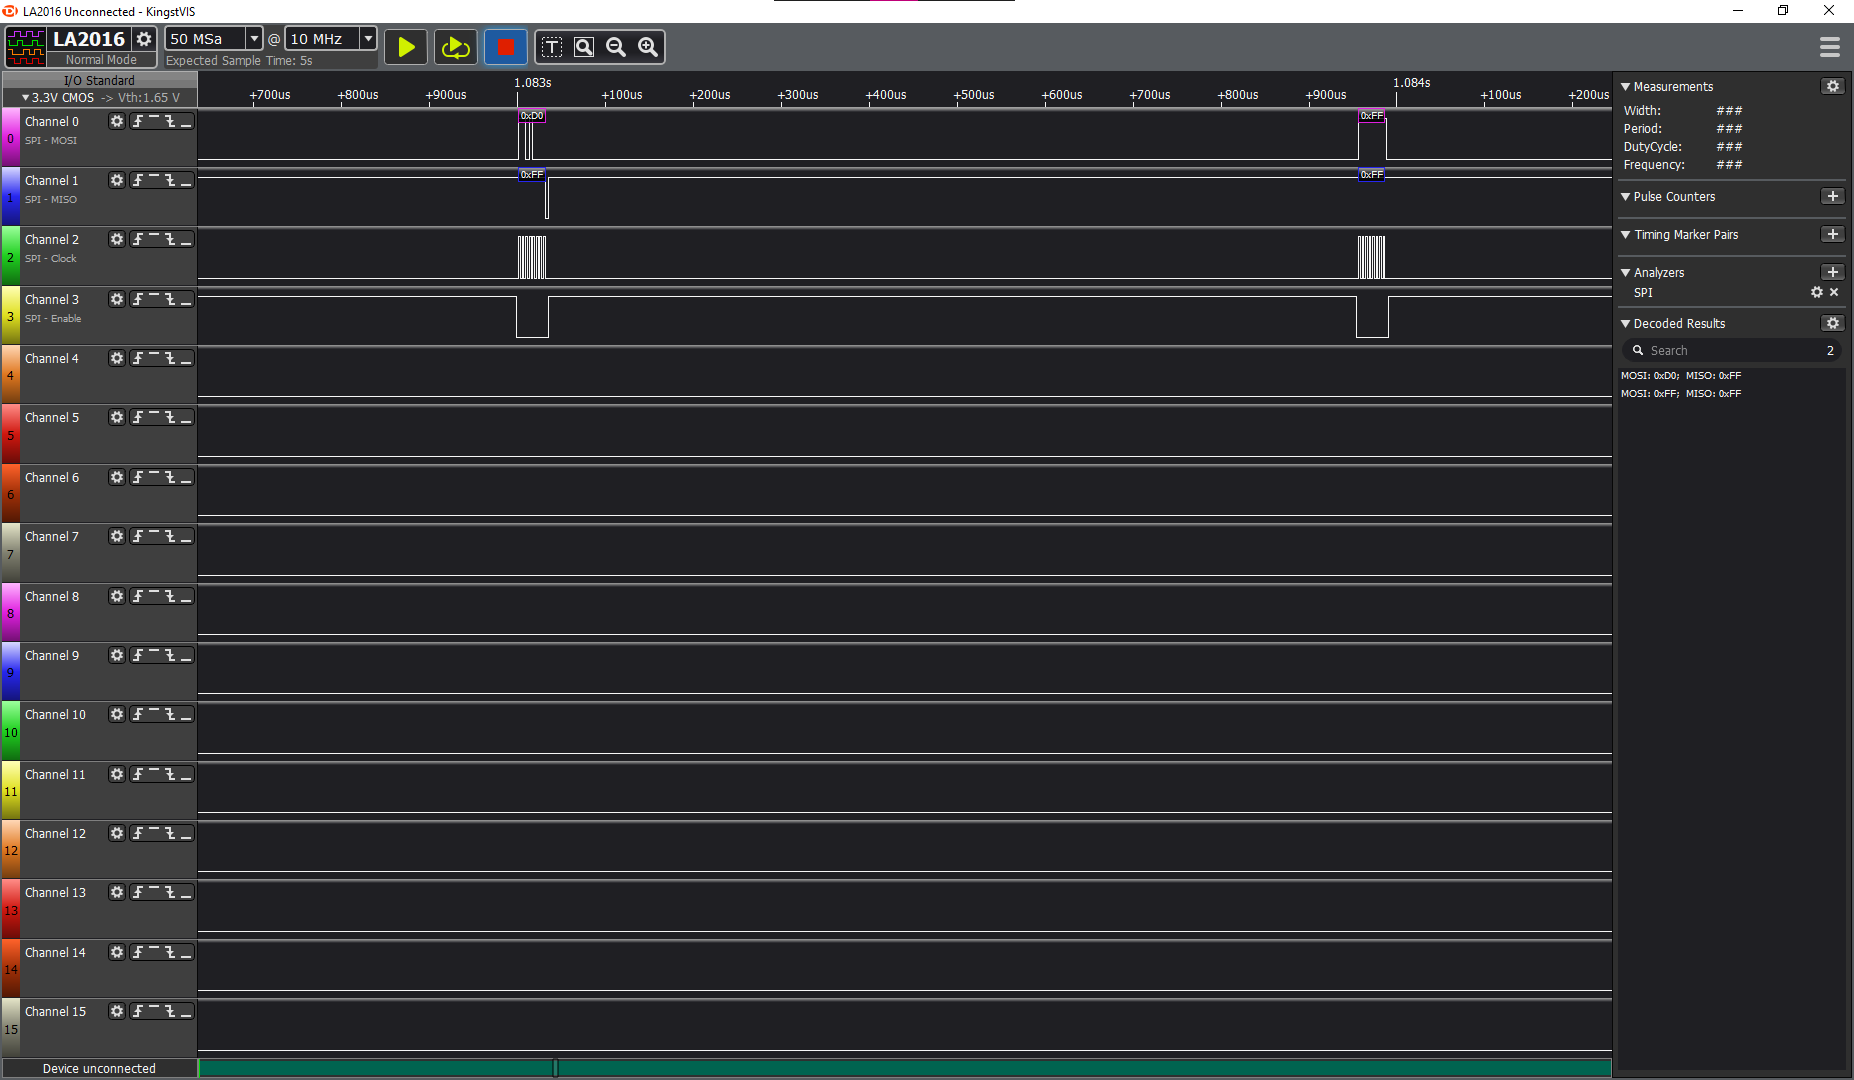 LA2016 Unconnected - KingstVIS
LA2016
Normal Mode
50 MSa @ 10 MHz
Expected Sample Time: 5s
T
I/O Standard
3.3V CMOS -> Vth:1.65 V
1.083s 1.084s
+700us +800us +900us +100us +200us +300us +400us +500us +600us +700us +800us +900us +100us +200us
0 Channel 0
SPI - MOSI
0xD0 0xFF
1 Channel 1
SPI - MISO
0xFF 0xFF
2 Channel 2
SPI - Clock
3 Channel 3
SPI - Enable
4 Channel 4
5 Channel 5
6 Channel 6
7 Channel 7
8 Channel 8
9 Channel 9
10 Channel 10
11 Channel 11
12 Channel 12
13 Channel 13
14 Channel 14
15 Channel 15
Device unconnected
Measurements
Width: ###
Period: ###
DutyCycle: ###
Frequency: ###
Pulse Counters
Timing Marker Pairs
Analyzers
SPI
Decoded Results
Search 2
MOSI: 0xD0; MISO: 0xFF
MOSI: 0xFF; MISO: 0xFF